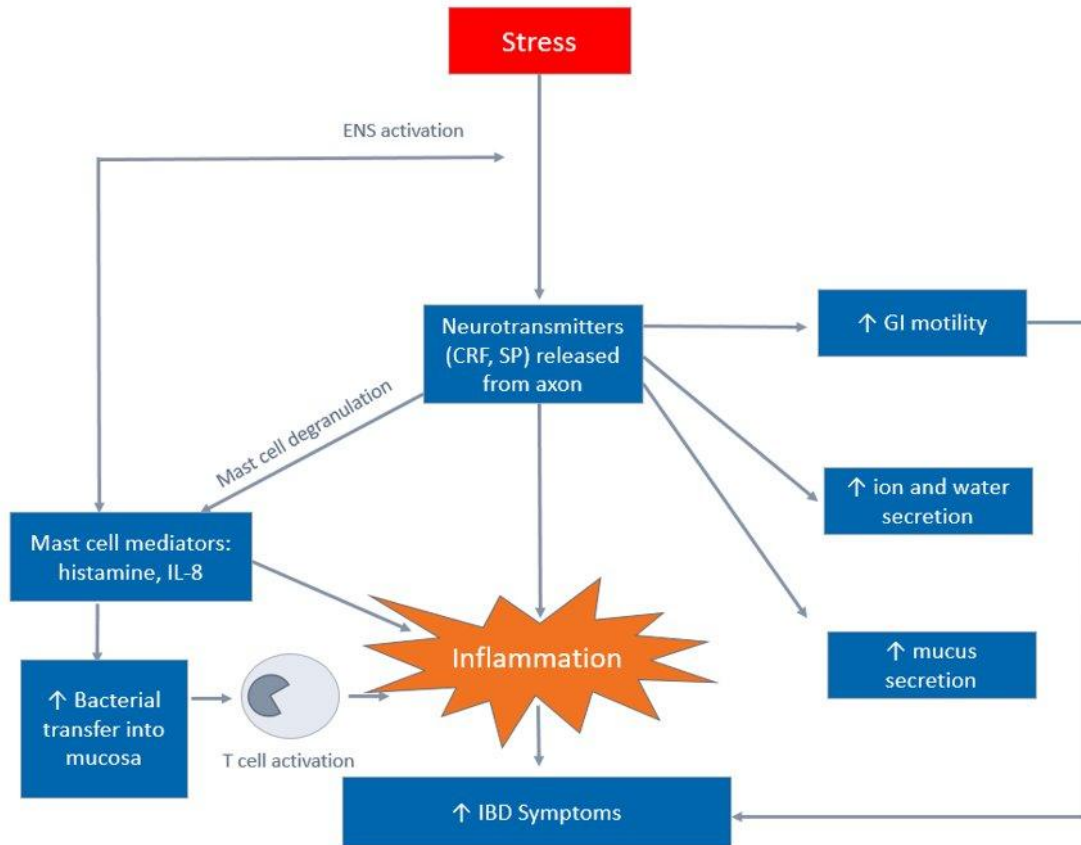 Stress
ENS activation
Neurotransmitters
(CRF, SP) released
from axon
↑ GI motility
Mast cell degranulation
↑ ion and water
secretion
Mast cell mediators:
histamine, IL-8
Inflammation
↑ mucus
secretion
↑ Bacterial
transfer into
mucosa
T cell activation
↑ IBD Symptoms